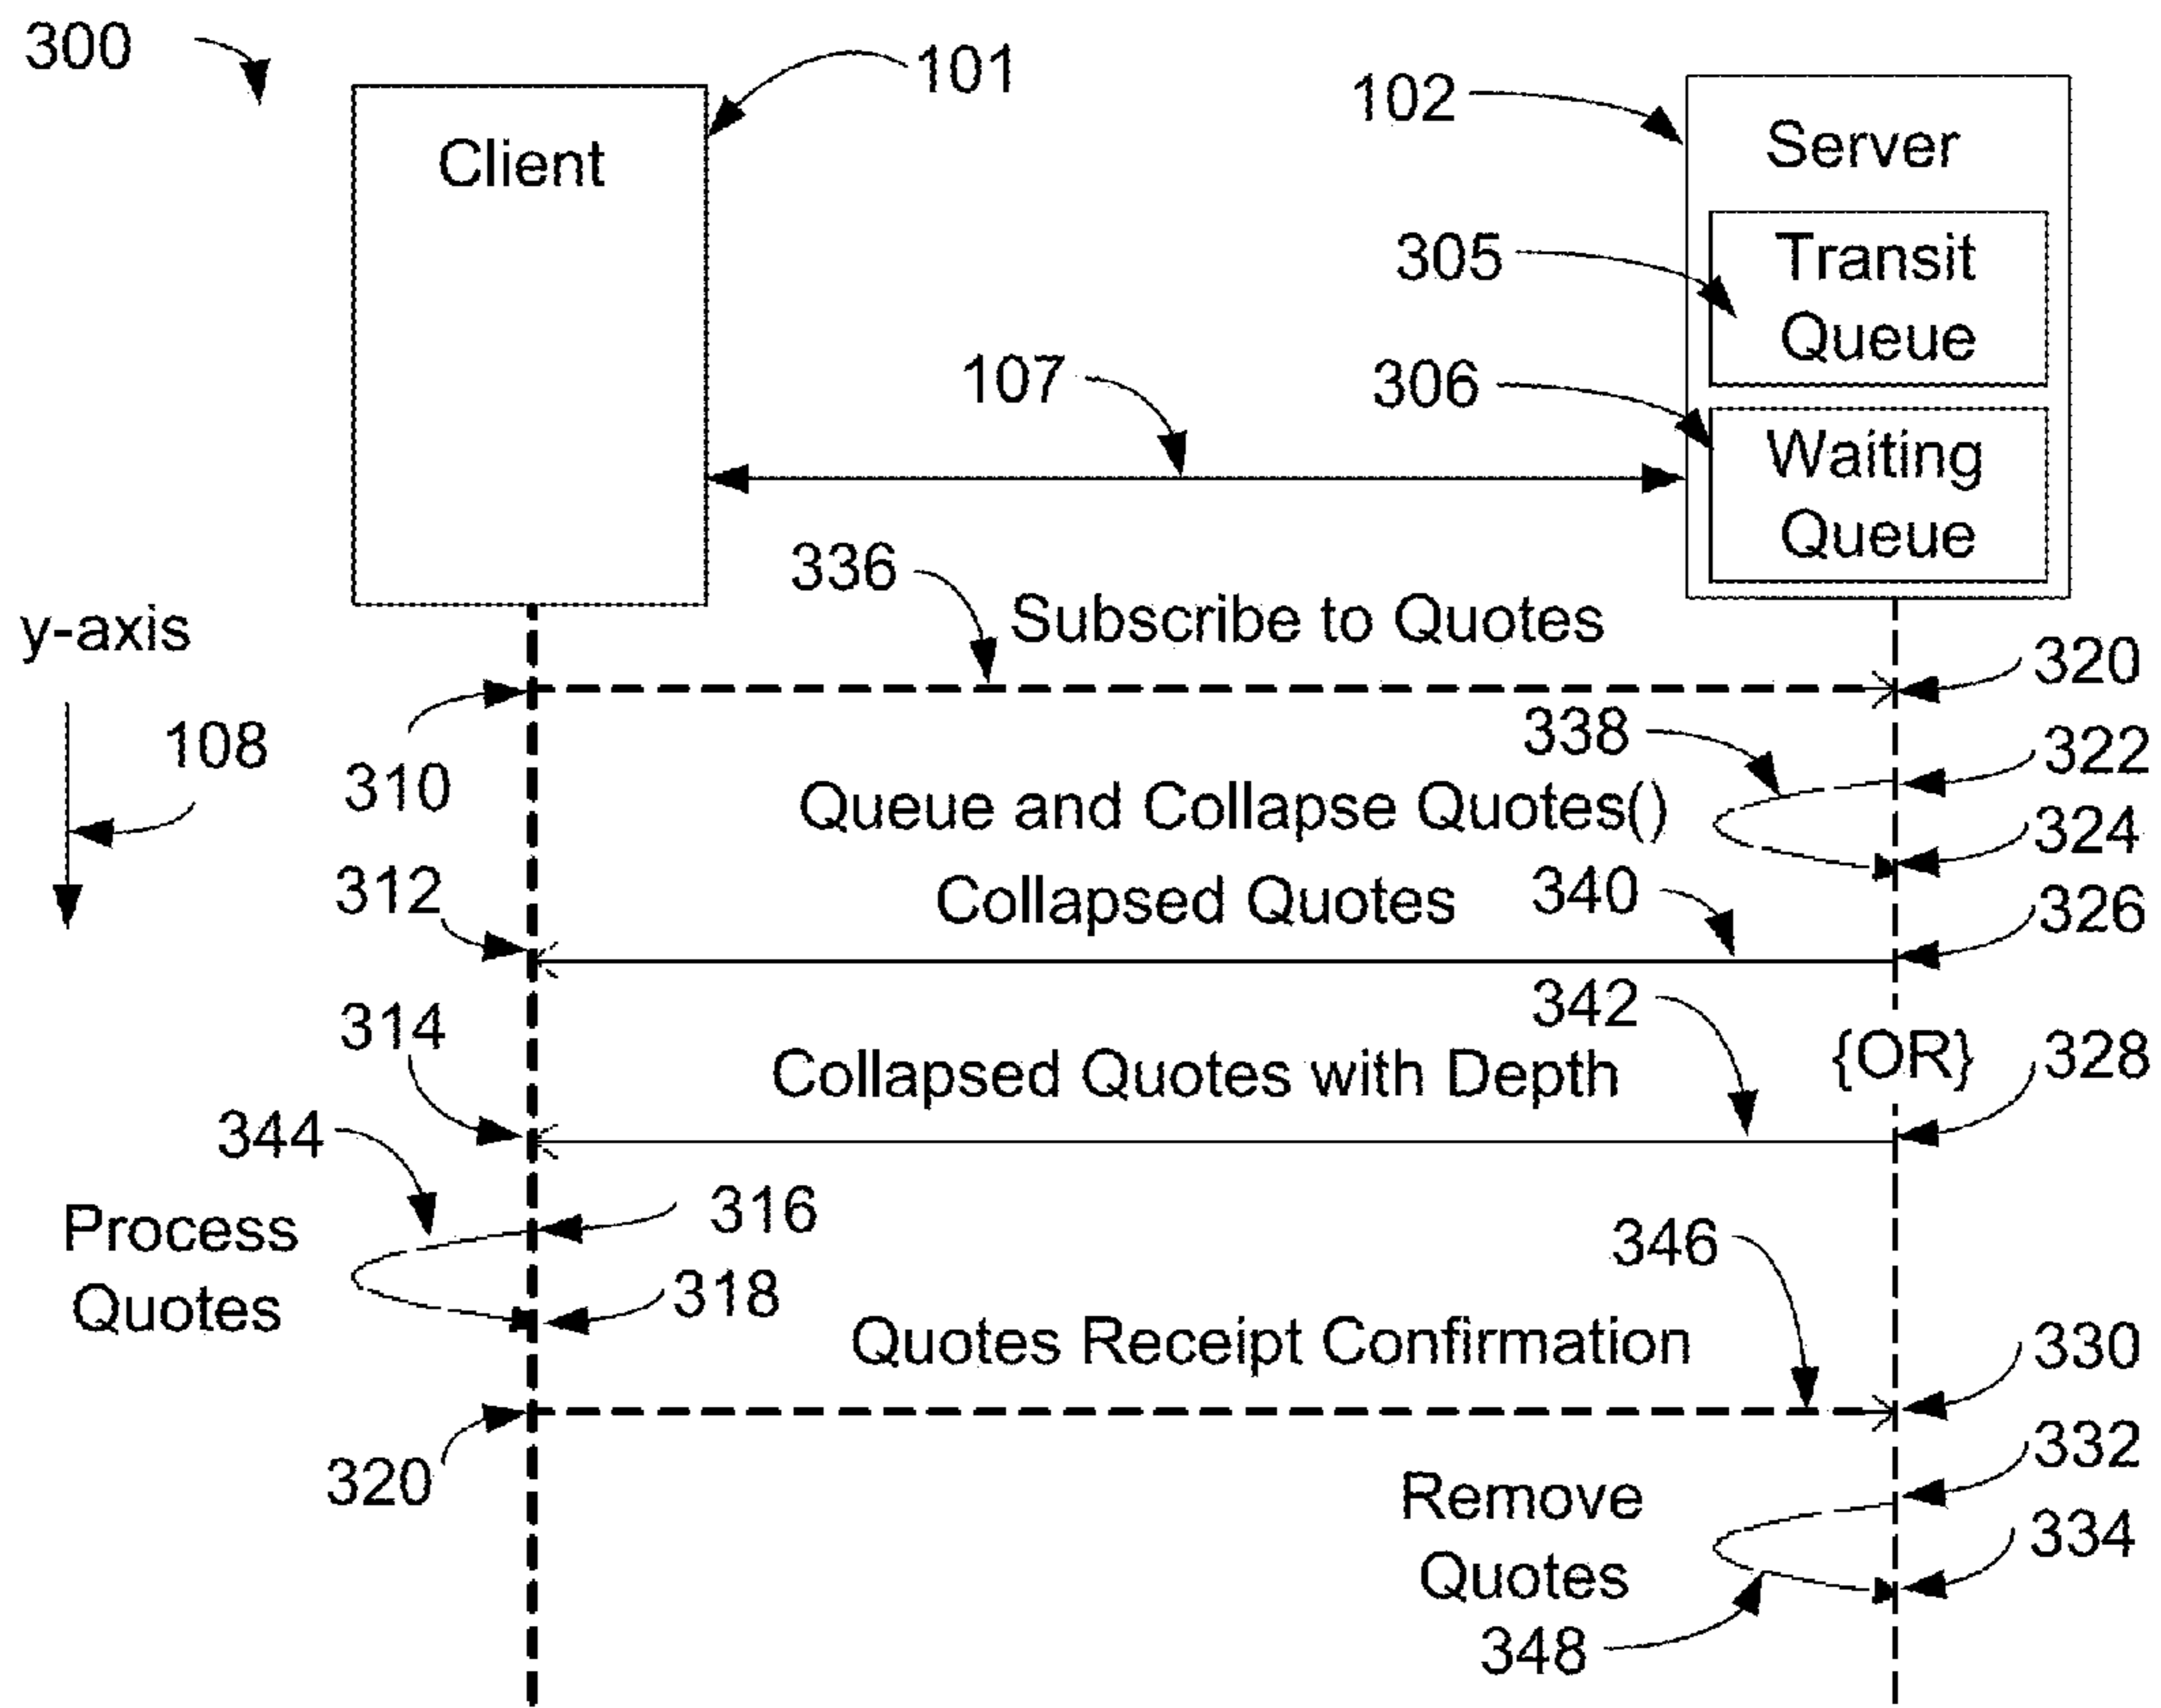 300
101
102
Client
Server
305
Transit
Queue
107
306
Waiting
Queue
336
Subscribe to Quotes
y-axis
320
108
310
338
322
Queue and Collapse Quotes()
324
312
Collapsed Quotes
340
326
342
314
Collapsed Quotes with Depth
{OR}
328
344
316
Process
Quotes
346
318
Quotes Receipt Confirmation
330
320
332
Remove
Quotes
334
348